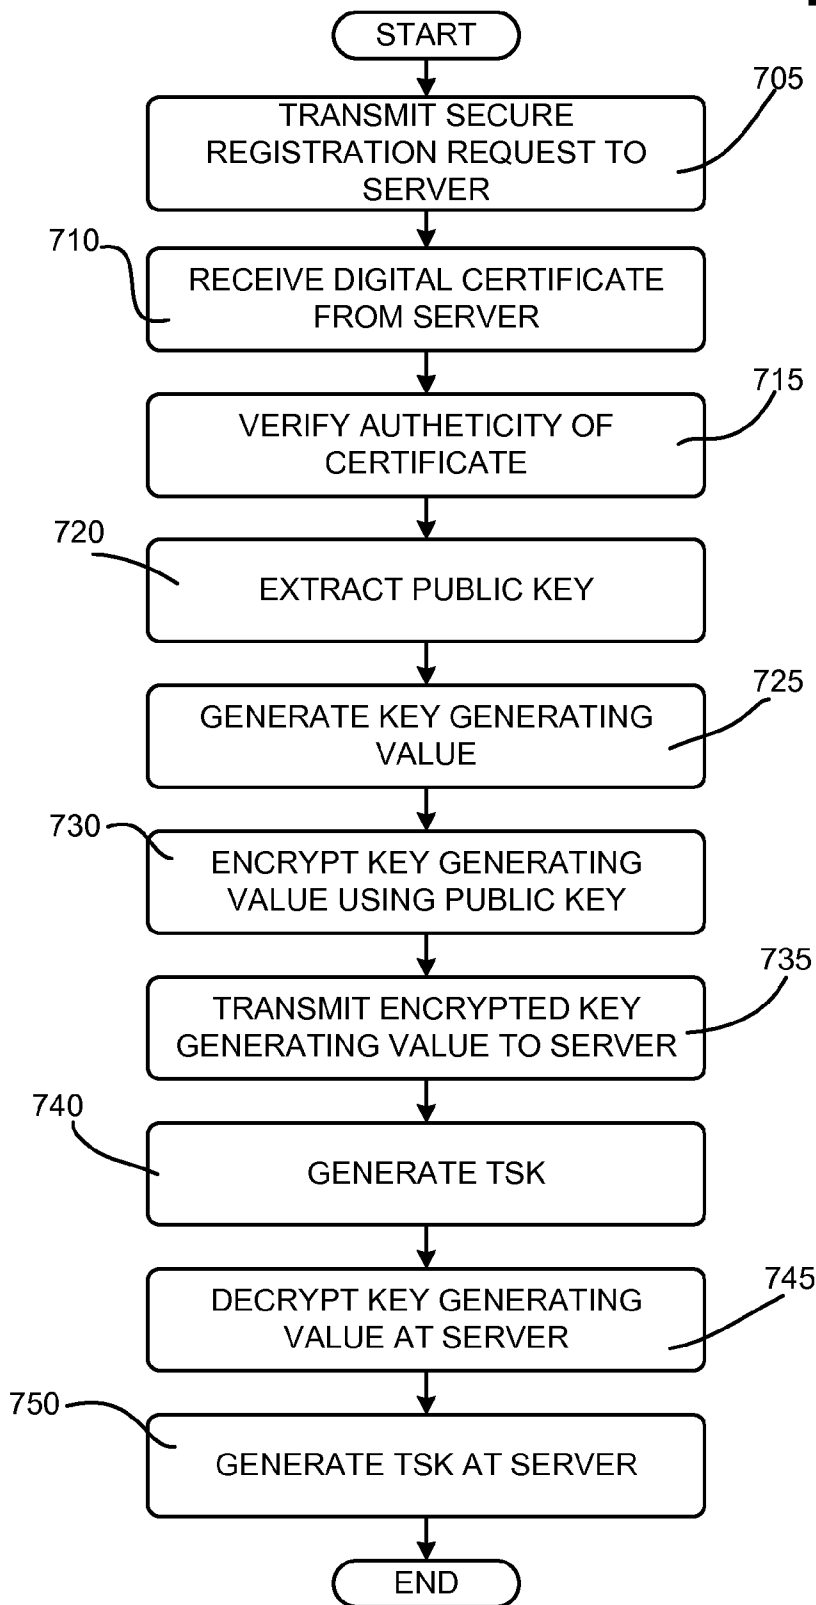 START
705
TRANSMIT SECURE
REGISTRATION REQUEST TO
SERVER
710
RECEIVE DIGITAL CERTIFICATE
FROM SERVER
715
VERIFY AUTHETICITY OF
CERTIFICATE
720
EXTRACT PUBLIC KEY
725
GENERATE KEY GENERATING
VALUE
730
ENCRYPT KEY GENERATING
VALUE USING PUBLIC KEY
735
TRANSMIT ENCRYPTED KEY
GENERATING VALUE TO SERVER
740
GENERATE TSK
745
DECRYPT KEY GENERATING
VALUE AT SERVER
750
GENERATE TSK AT SERVER
END